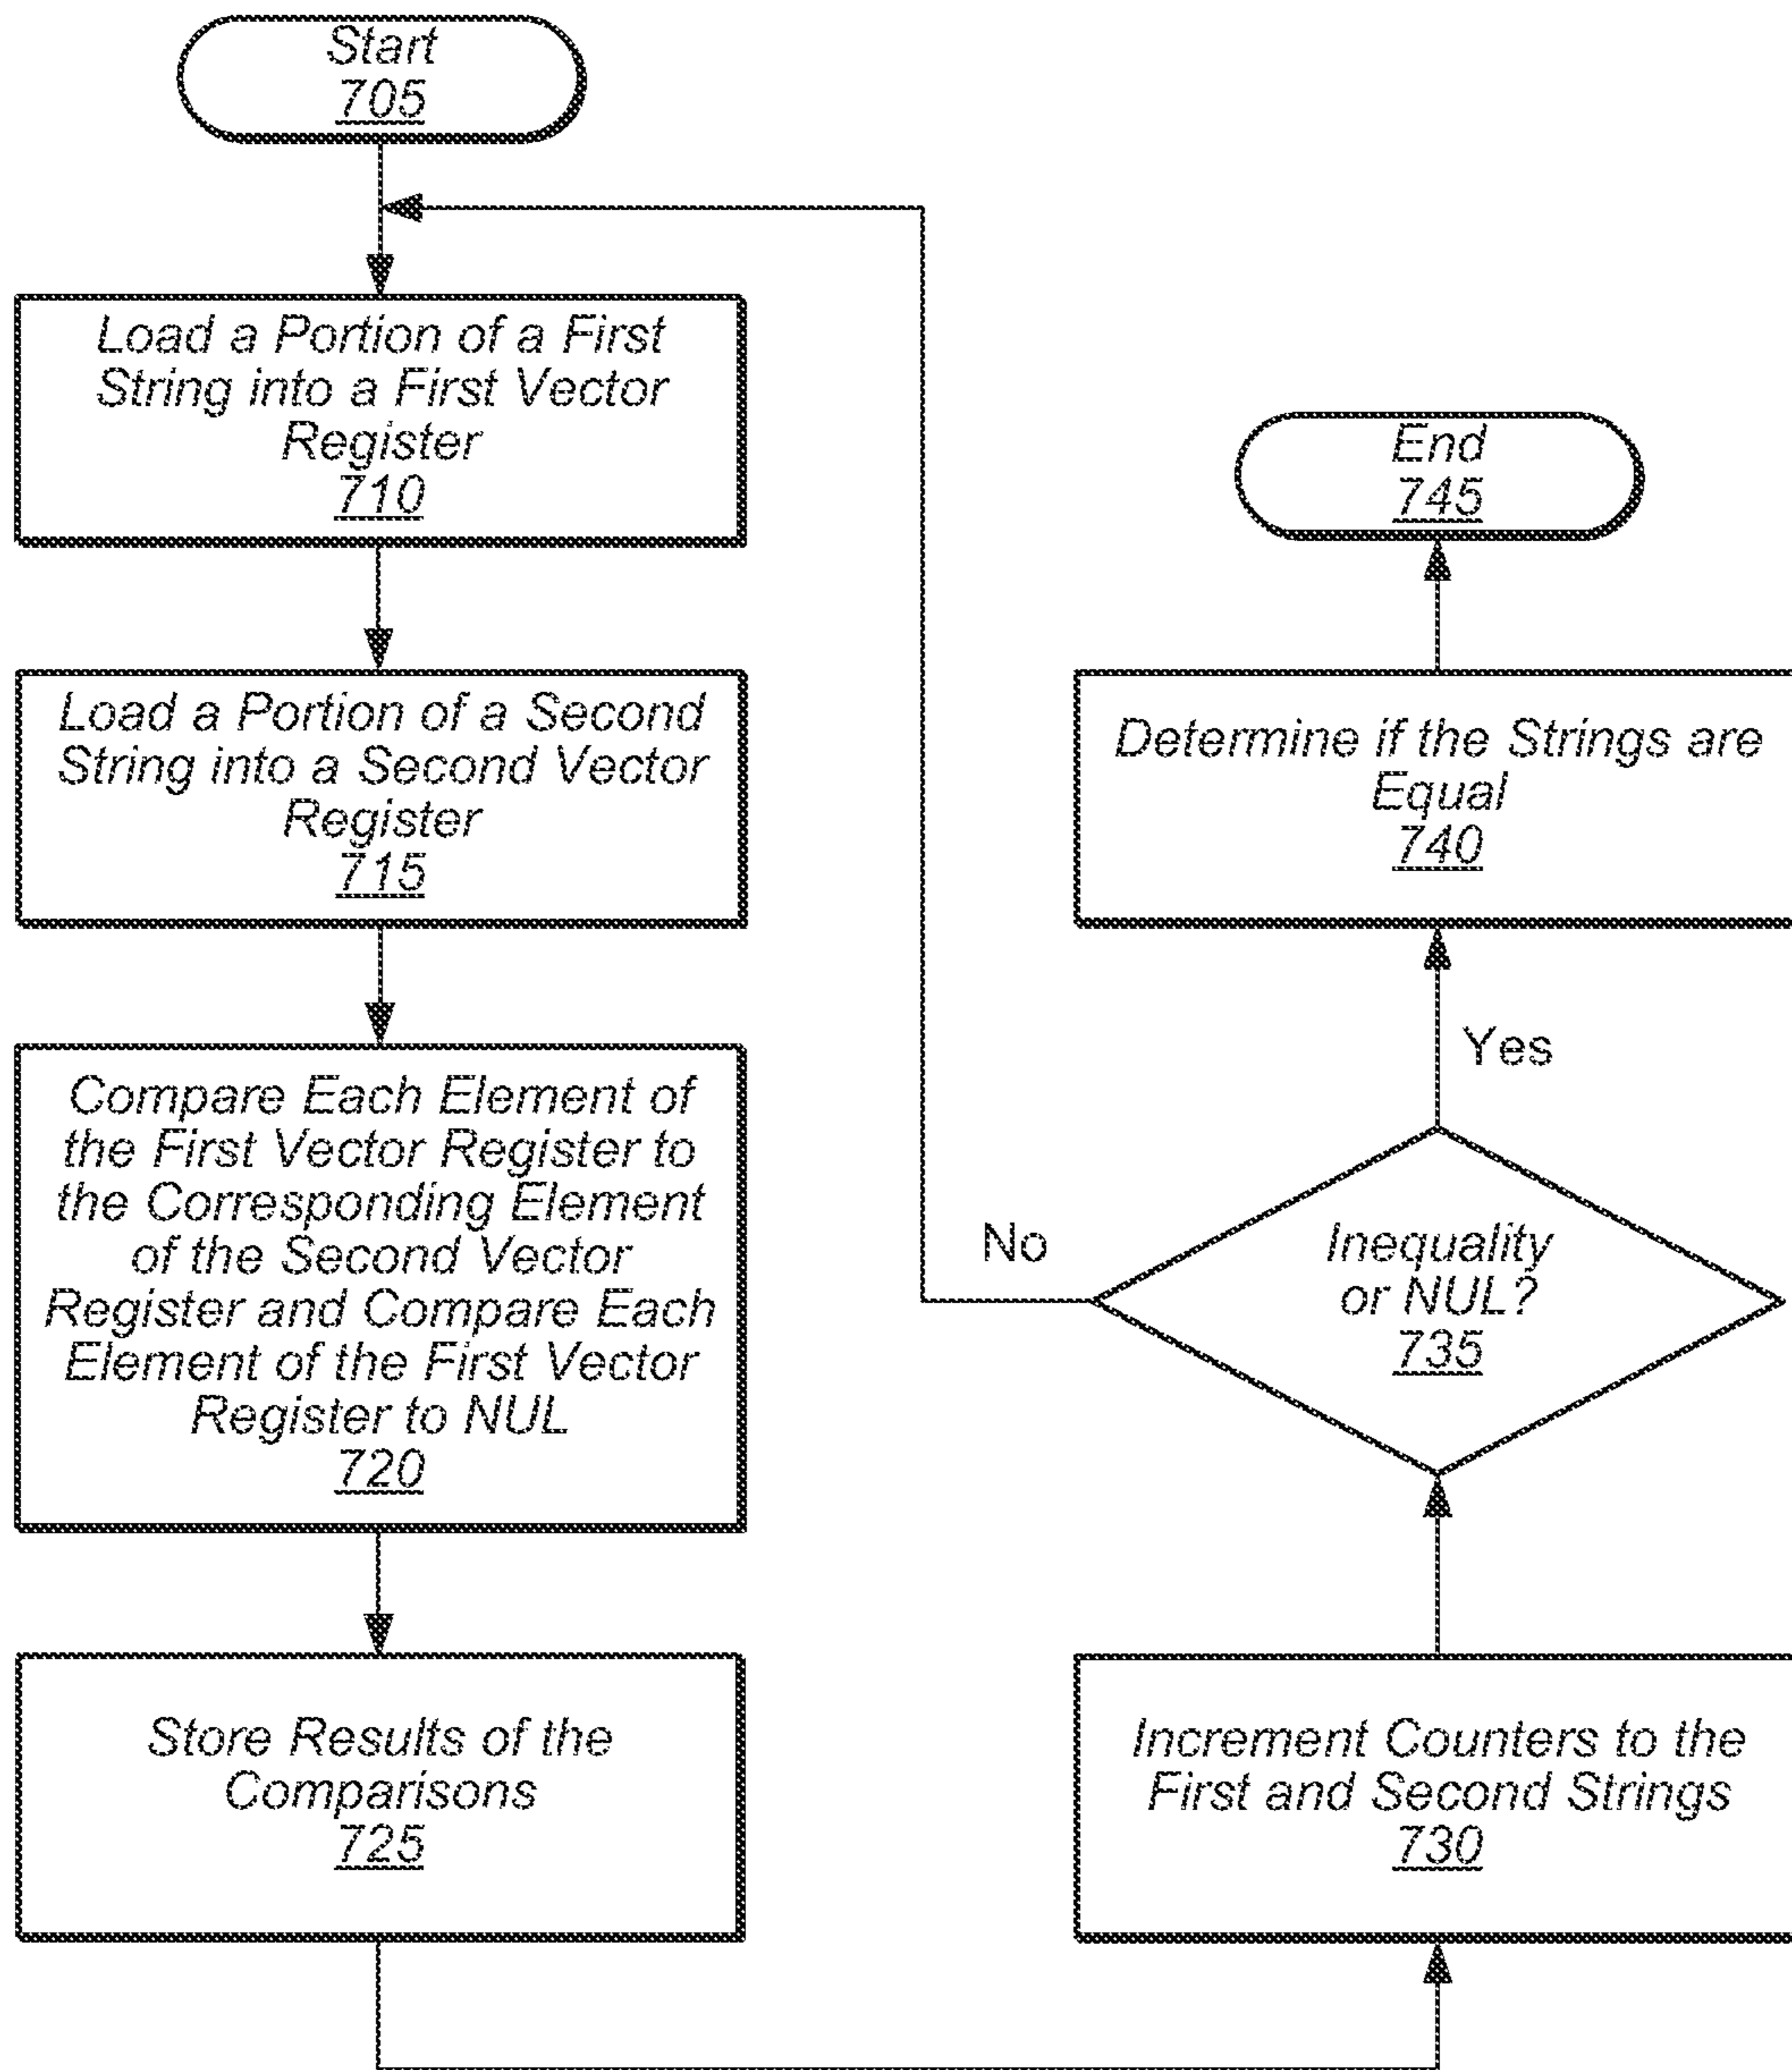 Start
705
Load a Portion of a First
String into a First Vector
Register
710
Load a Portion of a Second
String into a Second Vector
Register
715
Compare Each Element of
the First Vector Register to
the Corresponding Element
of the Second Vector
Register and Compare Each
Element of the First Vector
Register to NUL
720
Store Results of the
Comparisons
725
Increment Counters to the
First and Second Strings
730
Inequality
or NUL?
735
No
Yes
Determine if the Strings are
Equal
740
End
745